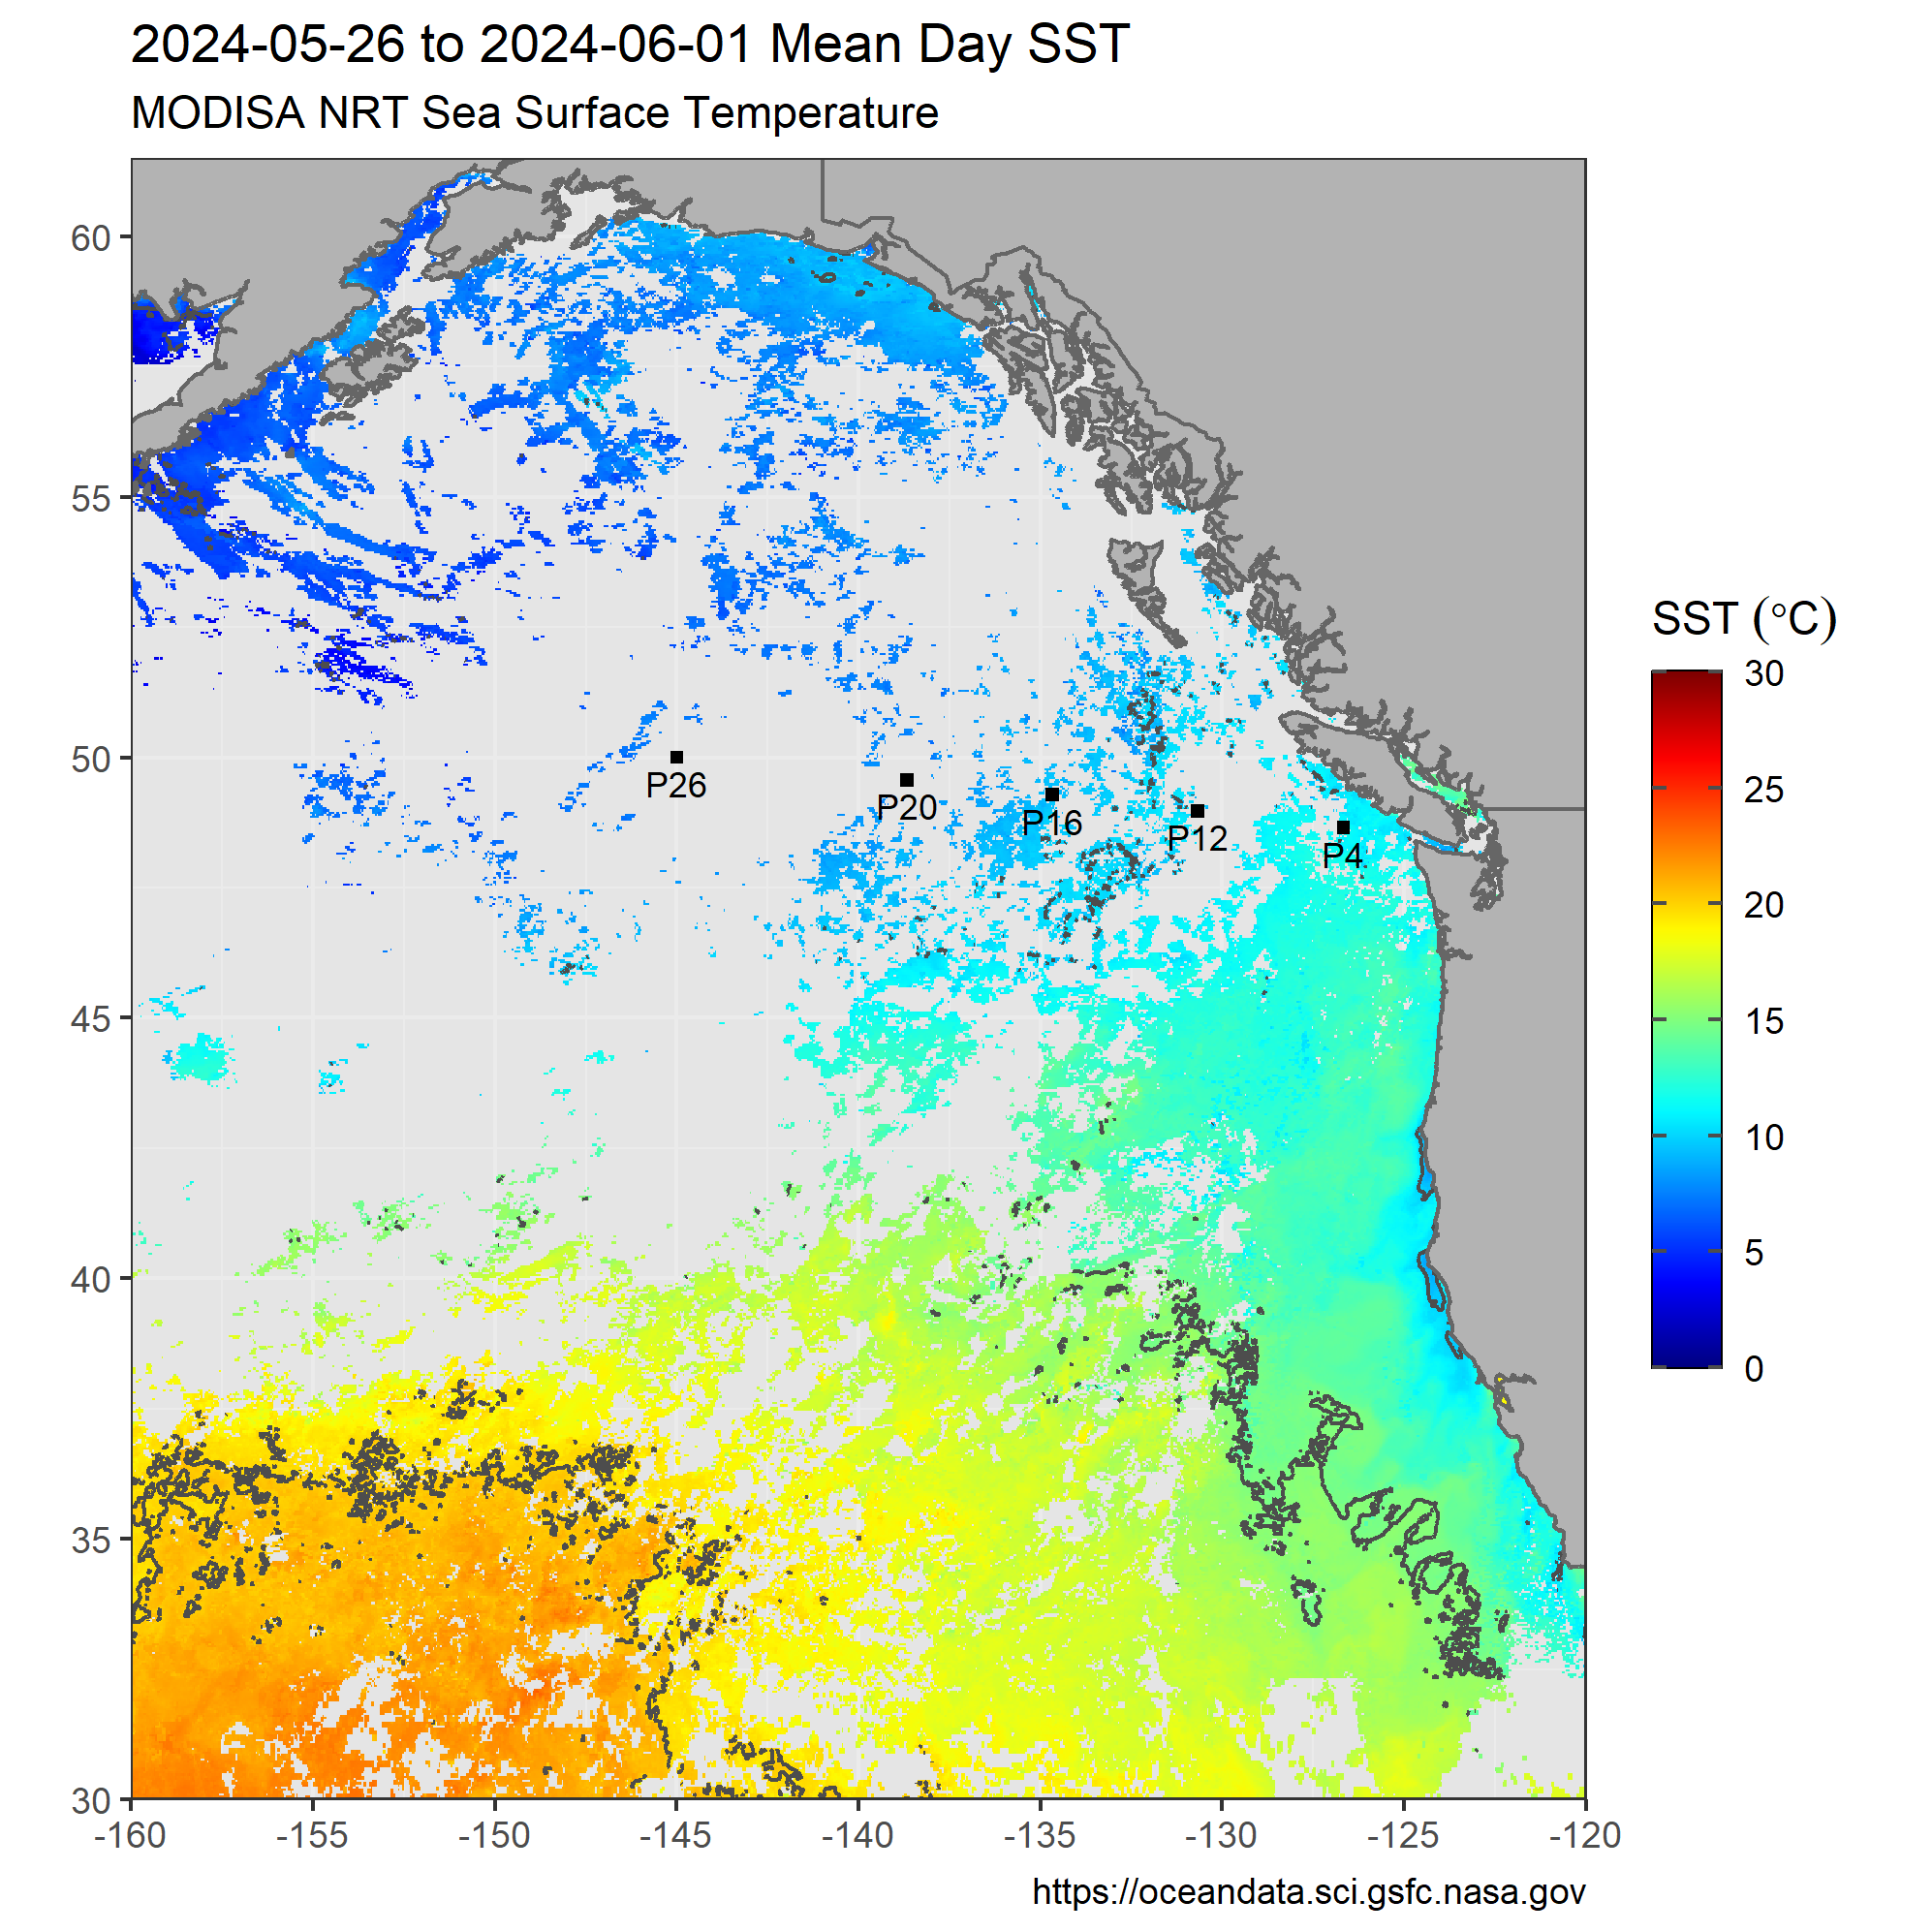 2024-05-26 to 2024-06-01 Mean Day SST
MODISA NRT Sea Surface Temperature
60
55
50
45
40
35
30
P26
P20
P16
P12
P4
SST (°C)
30
25
20
15
10
5
0
-160
-155
-150
-145
-140
-135
-130
-125
-120
https://oceandata.sci.gsfc.nasa.gov